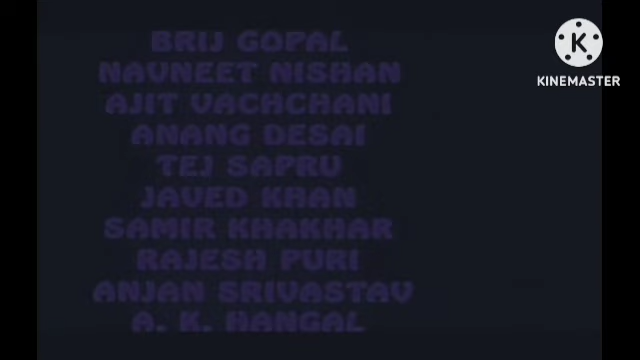 BRIJ GOPAL
NAVNEET NISHAN
AJIT VACHCHANI
ANANG DESAI
TEJ SAPRU
JAVED KHAN
SAMIR KHAKHAR
RAJESH PURI
ANJAN SRIVASTAV
A. K. HANGAL
K
KINEMASTER